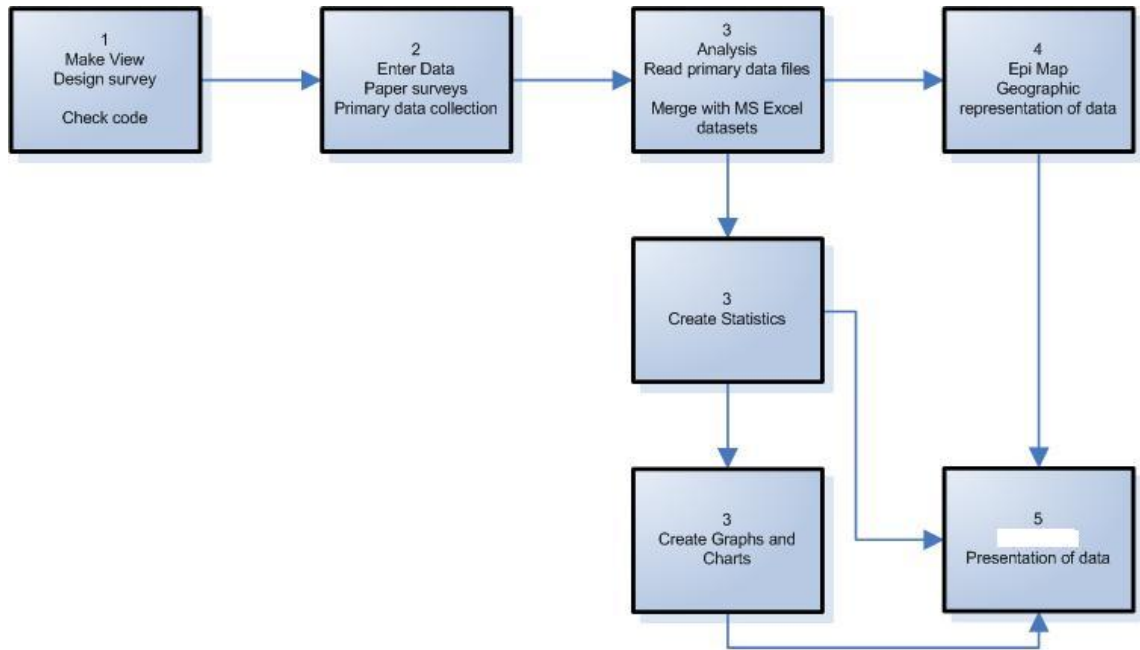 1
Make View
Design survey
Check code
2
Enter Data
Paper surveys
Primary data collection
3
Analysis
Read primary data files
Merge with MS Excel
datasets
4
Epi Map
Geographic
representation of data
3
Create Statistics
3
Create Graphs and
Charts
5
Presentation of data